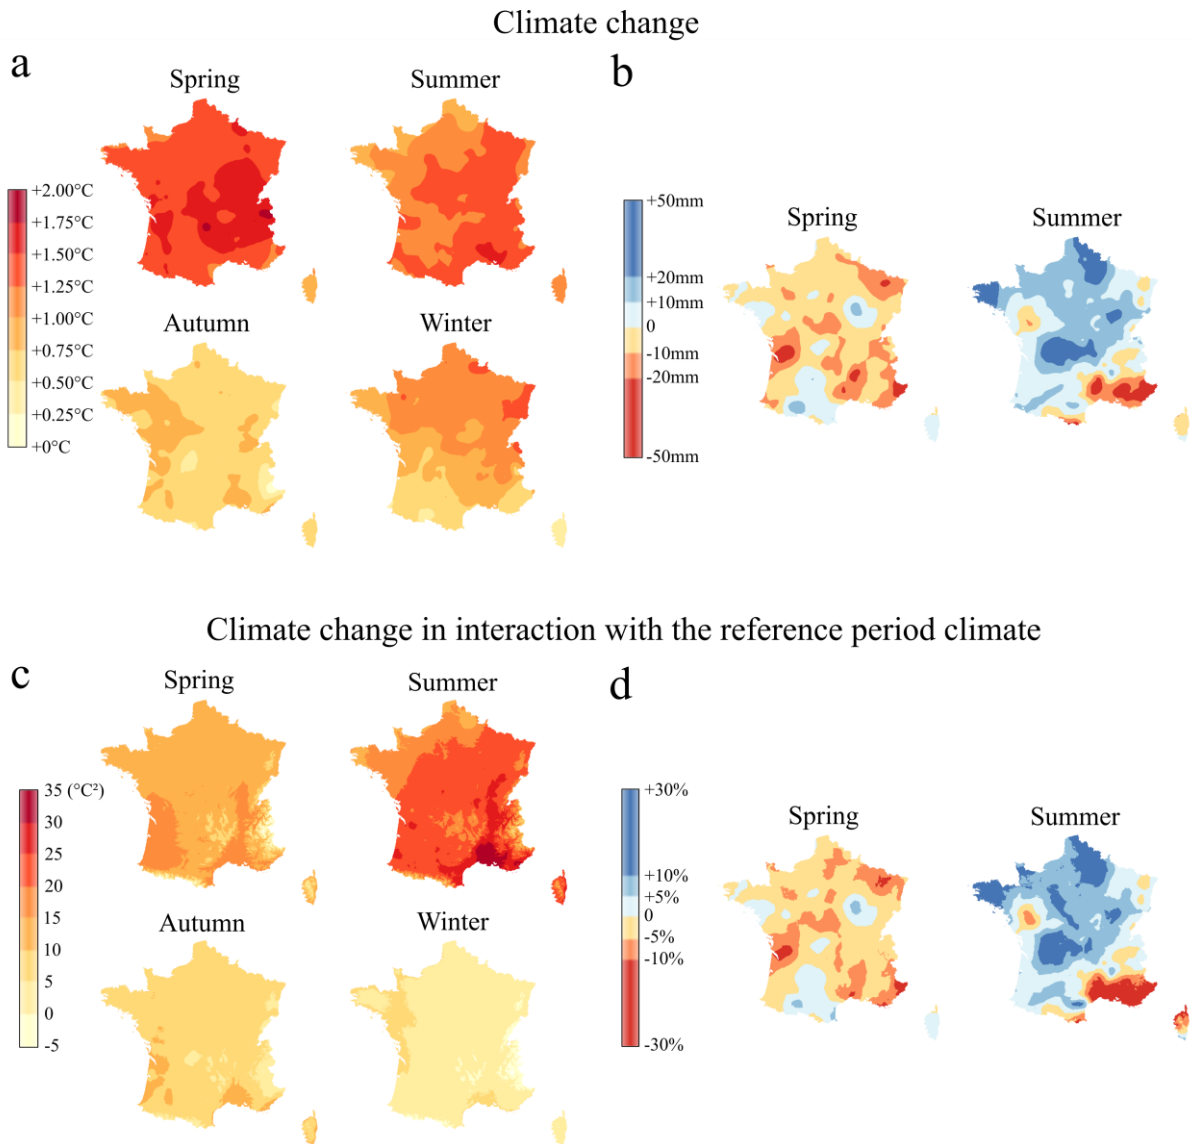 Climate change
a
Spring
Summer
+2.00°C
+1.75°C
+1.50°C
+1.25°C
+1.00°C
+0.75°C
+0.50°C
+0.25°C
+0°C
Autumn
Winter
b
Spring
Summer
+50mm
+20mm
+10mm
0
-10mm
-20mm
-50mm
Climate change in interaction with the reference period climate
c
Spring
Summer
35 (°C²)
30
25
20
15
10
5
0
-5
Autumn
Winter
d
Spring
Summer
+30%
+10%
+5%
0
-5%
-10%
-30%